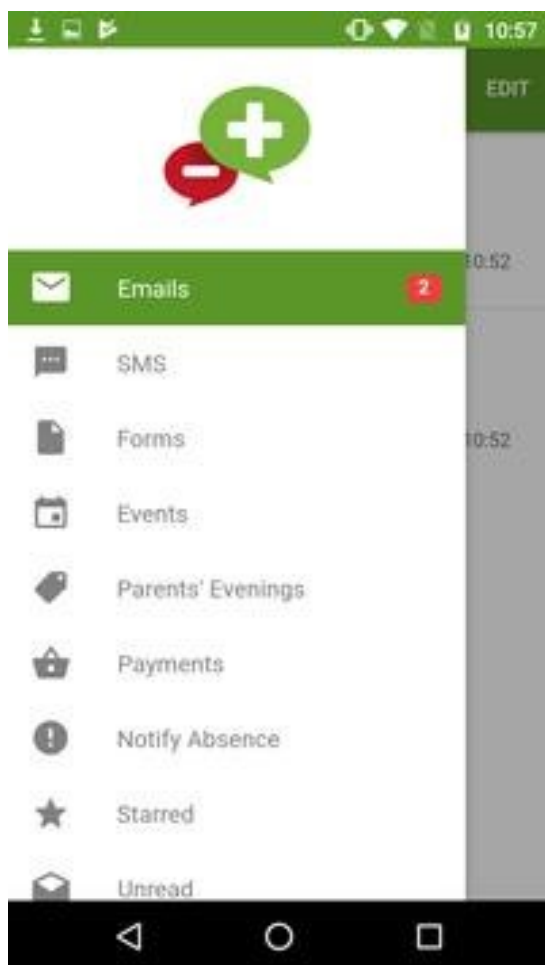 10:57
EDIT
Emails 2
10:52
SMS
Forms
10:52
Events
Parents' Evenings
Payments
Notify Absence
Starred
Unread